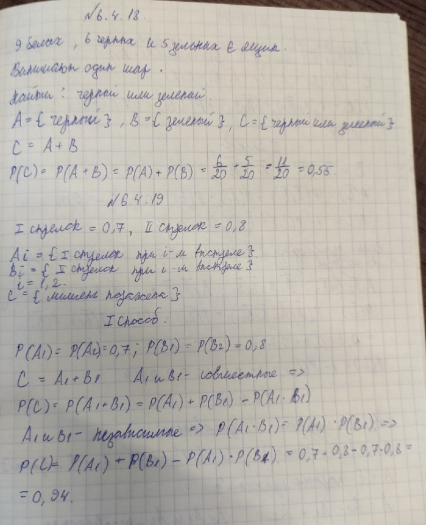 №6.4.18
9 белых, 6 черных и 5 зеленых в ящик.
Вынимают один шар.
Найти: черный или зеленый.
A = {черный}, B = {зеленый}, C = {черный или зеленый}
C = A + B
P(C) = P(A + B) = P(A) + P(B) = 6/20 + 5/20 = 11/20 = 0,55
№6.4.19
I стрелок = 0,7, II стрелок = 0,8
Ai = {I стрелок при i-м выстреле}
Bi = {I стрелок при i-м выстреле}
i = 1,2.
C = {мишень поражена}
I способ.
P(A1) = P(A2) = 0,7; P(B1) = P(B2) = 0,8
C = A1 + B1 A1 и B1 - совместные =>
P(C) = P(A1 + B1) = P(A1) + P(B1) - P(A1 · B1)
A1 и B1 - независимые => P(A1 · B1) = P(A1) · P(B1) =>
P(C) = P(A1) + P(B1) - P(A1) · P(B1) = 0,7 + 0,8 - 0,7 · 0,8 =
= 0,94.